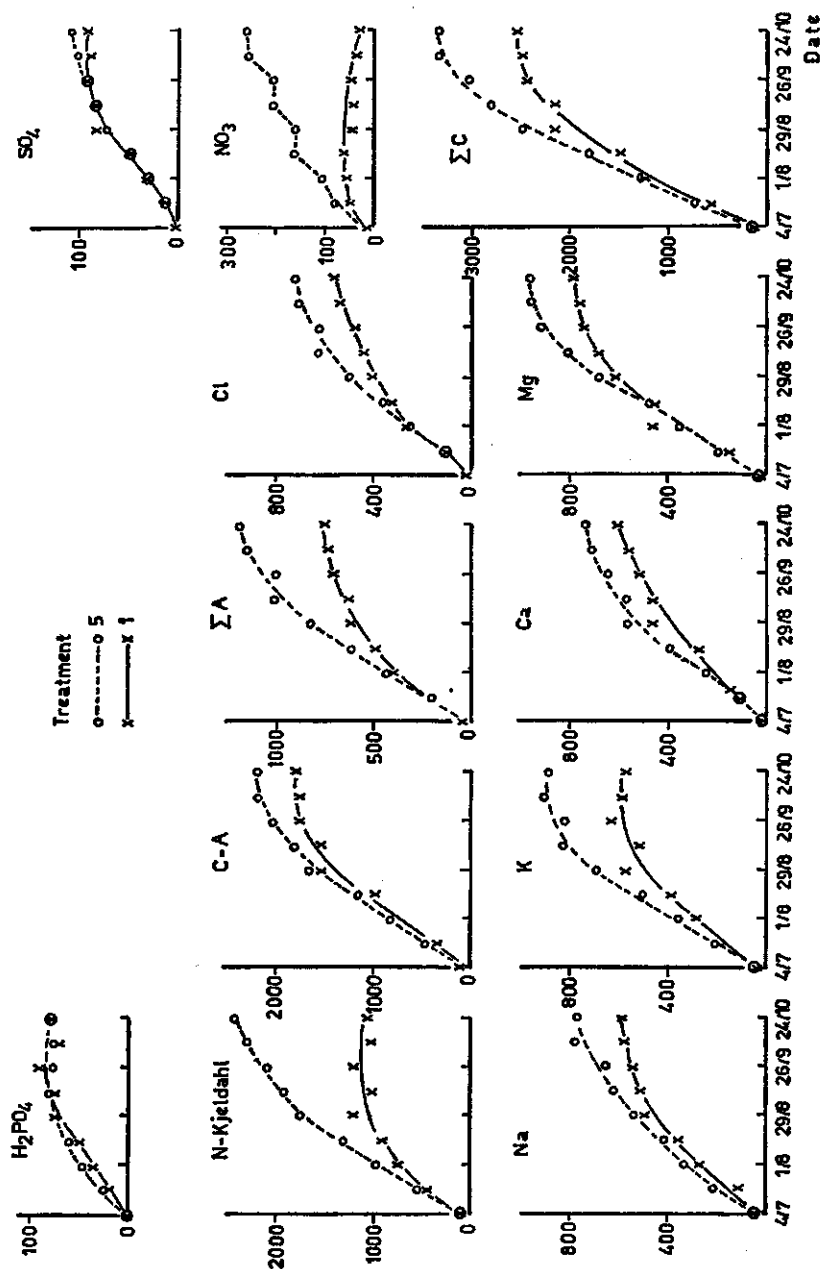 H₂PO₄
100
0
Treatment
o-----o 5
x——x 1
SO₄
100
0
N-Kjeldahl
2000
1000
0
C-A
2000
1000
0
ΣA
1000
500
0
Cl
800
400
0
NO₃
300
100
0
Na
800
400
4/7 1/8 29/8 26/9 24/10
K
800
400
4/7 1/8 29/8 26/9 24/10
Ca
800
400
4/7 1/8 29/8 26/9 24/10
Mg
800
400
4/7 1/8 29/8 26/9 24/10
ΣC
3000
2000
1000
4/7 1/8 29/8 26/9 24/10
Date